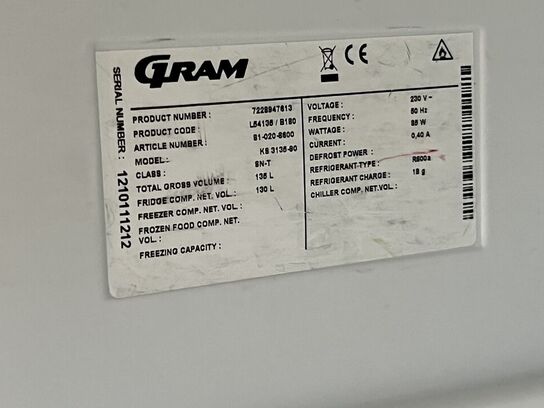 GRAM
CE
PRODUCT NUMBER : 7228947613
PRODUCT CODE : L54135 / B180
ARTICLE NUMBER : 81-020-8600
MODEL : KS 3135-90
CLASS : SN-T
TOTAL GROSS VOLUME : 135 L
FRIDGE COMP. NET. VOL. : 130 L
FREEZER COMP. NET. VOL. :
FROZEN FOOD COMP. NET.
VOL. :
FREEZING CAPACITY :
VOLTAGE : 230 V ~
FREQUENCY : 50 Hz
WATTAGE : 85 W
CURRENT : 0,40 A
DEFROST POWER :
REFRIGERANT TYPE : R600a
REFRIGERANT CHARGE : 18 g
CHILLER COMP. NET.VOL. :
SERIAL NUMBER : 1210111212